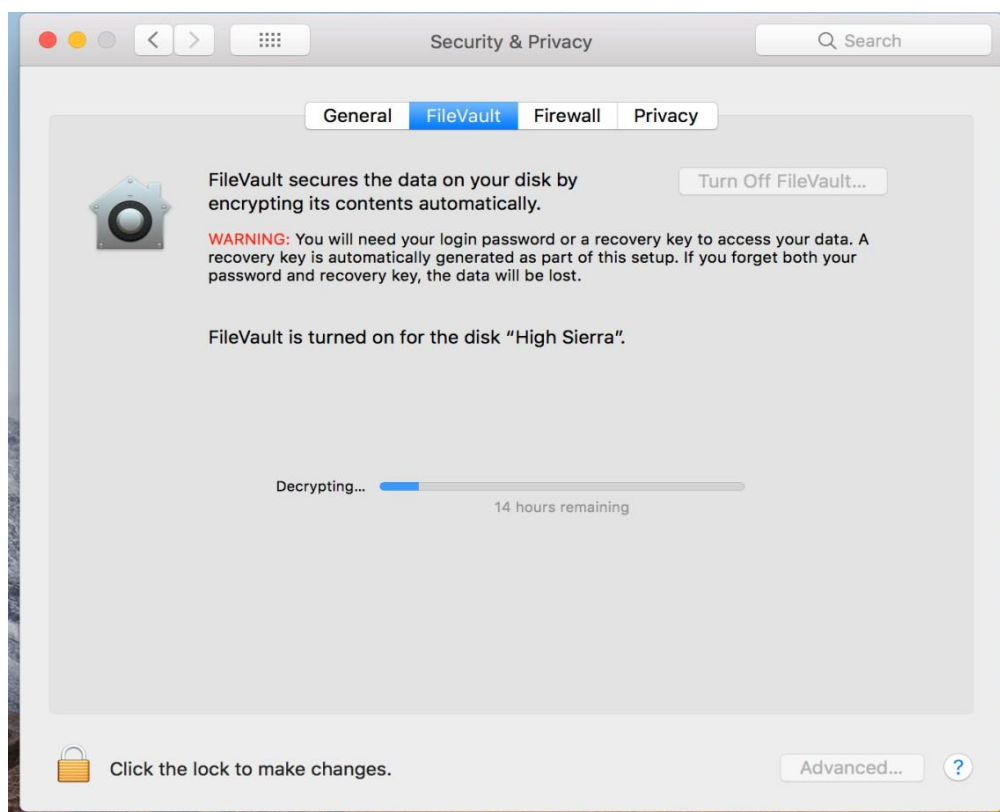 Security & Privacy
Search
General
FileVault
Firewall
Privacy
FileVault secures the data on your disk by
encrypting its contents automatically.
Turn Off FileVault...
WARNING: You will need your login password or a recovery key to access your data. A
recovery key is automatically generated as part of this setup. If you forget both your
password and recovery key, the data will be lost.
FileVault is turned on for the disk “High Sierra”.
Decrypting...
14 hours remaining
Click the lock to make changes.
Advanced...
?